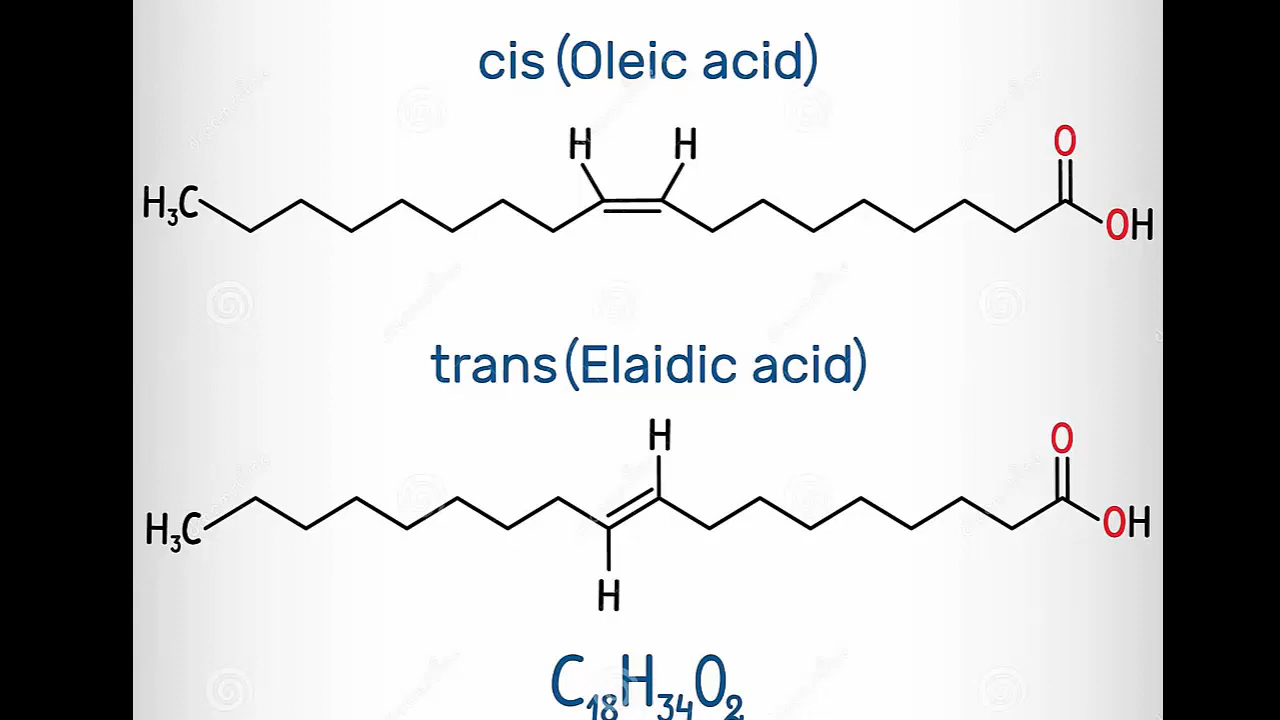 cis (Oleic acid)
H H
O
H₃C
OH
trans (Elaidic acid)
H
O
H₃C
OH
H
C₁₈H₃₄O₂